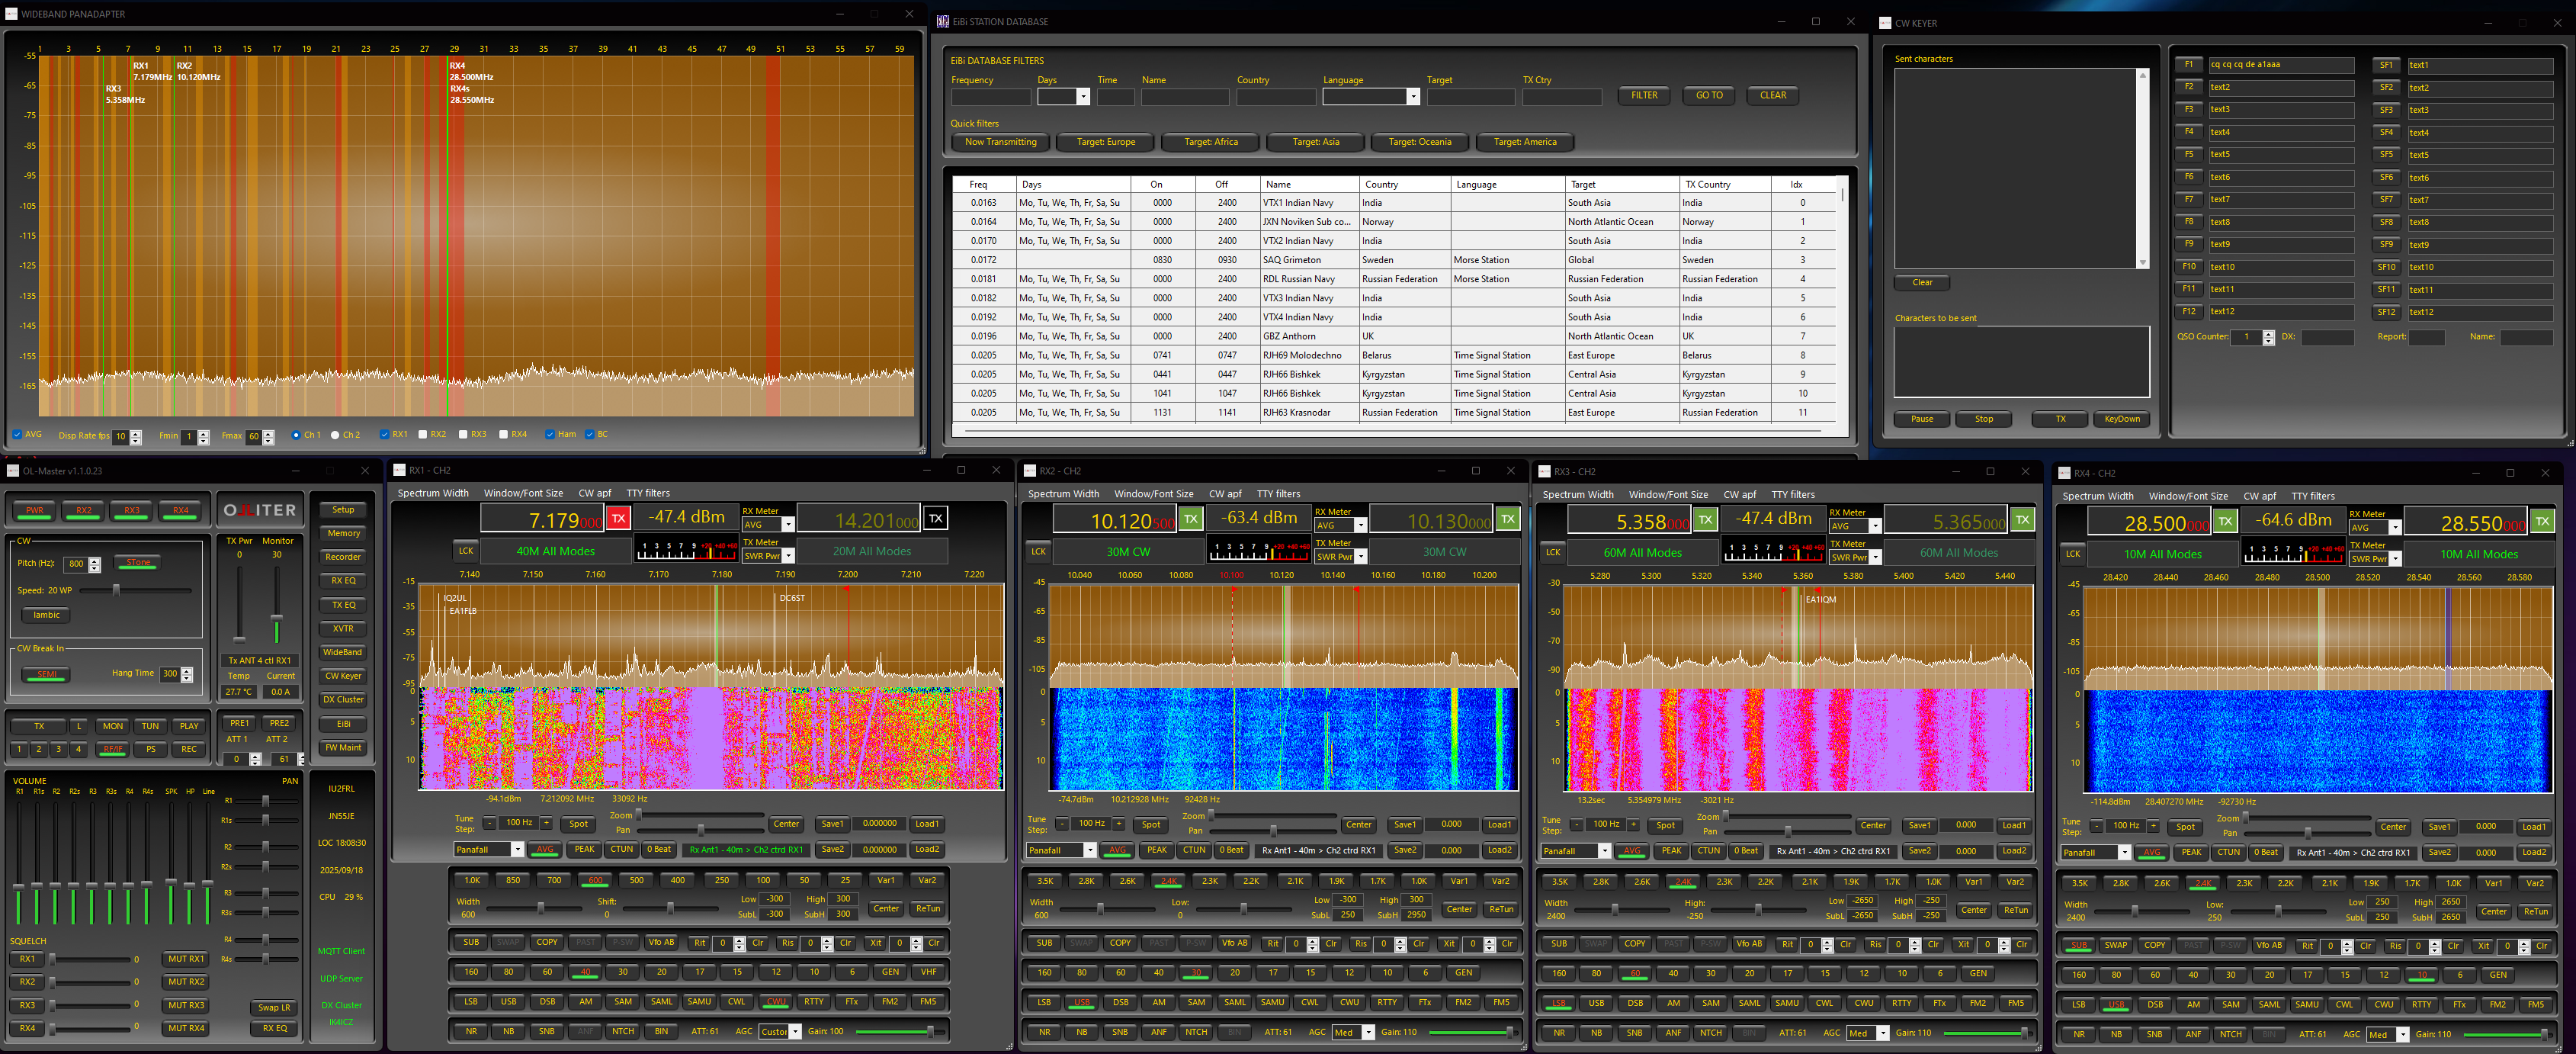 WIDEBAND PANADAPTER
1 3 5 7 9 11 13 15 17 19 21 23 25 27 29 31 33 35 37 39 41 43 45 47 49 51 53 55 57 59
-55
RX1 RX2 RX4
7.179MHz 10.120MHz 28.500MHz
-65
RX3 RX4s
5.358MHz 28.550MHz
-75
-85
-95
-105
-115
-125
-135
-145
-155
-165
AVG Disp Rate fps 10 Fmin 1 Fmax 60 Ch 1 Ch 2 RX1 RX2 RX3 RX4 Ham BC
EiBi STATION DATABASE
EiBi DATABASE FILTERS
Frequency Days Time Name Country Language Target TX Ctry
FILTER GO TO CLEAR
Quick filters
Now Transmitting Target: Europe Target: Africa Target: Asia Target: Oceania Target: America
Freq Days On Off Name Country Language Target TX Country Idx
0.0163 Mo, Tu, We, Th, Fr, Sa, Su 0000 2400 VTX1 Indian Navy India South Asia India 0
0.0164 Mo, Tu, We, Th, Fr, Sa, Su 0000 2400 JXN Noviken Sub co... Norway North Atlantic Ocean Norway 1
0.0170 Mo, Tu, We, Th, Fr, Sa, Su 0000 2400 VTX2 Indian Navy India South Asia India 2
0.0172 0830 0930 SAQ Grimeton Sweden Morse Station Global Sweden 3
0.0181 Mo, Tu, We, Th, Fr, Sa, Su 0000 2400 RDL Russian Navy Russian Federation Morse Station Russian Federation Russian Federation 4
0.0182 Mo, Tu, We, Th, Fr, Sa, Su 0000 2400 VTX3 Indian Navy India South Asia India 5
0.0192 Mo, Tu, We, Th, Fr, Sa, Su 0000 2400 VTX4 Indian Navy India South Asia India 6
0.0196 Mo, Tu, We, Th, Fr, Sa, Su 0000 2400 GBZ Anthorn UK North Atlantic Ocean UK 7
0.0205 Mo, Tu, We, Th, Fr, Sa, Su 0741 0747 RJH69 Molodechno Belarus Time Signal Station East Europe Belarus 8
0.0205 Mo, Tu, We, Th, Fr, Sa, Su 0441 0447 RJH66 Bishkek Kyrgyzstan Time Signal Station Central Asia Kyrgyzstan 9
0.0205 Mo, Tu, We, Th, Fr, Sa, Su 1041 1047 RJH66 Bishkek Kyrgyzstan Time Signal Station Central Asia Kyrgyzstan 10
0.0205 Mo, Tu, We, Th, Fr, Sa, Su 1131 1141 RJH63 Krasnodar Russian Federation Time Signal Station East Europe Russian Federation 11
CW KEYER
Sent characters
Clear
Characters to be sent
Pause Stop TX KeyDown
F1 cq cq cq de a1aaa SF1 text1
F2 text2 SF2 text2
F3 text3 SF3 text3
F4 text4 SF4 text4
F5 text5 SF5 text5
F6 text6 SF6 text6
F7 text7 SF7 text7
F8 text8 SF8 text8
F9 text9 SF9 text9
F10 text10 SF10 text10
F11 text11 SF11 text11
F12 text12 SF12 text12
QSO Counter: 1 DX: Report: Name:
OL-Master v1.1.0.23
PWR RX2 RX3 RX4 OLLITER
CW
Pitch (Hz): 800 STone
Speed: 20 WP
Iambic
CW Break In
SEMI Hang Time 300
TX Pwr Monitor
0 30
Tx ANT 4 ctl RX1
Temp Current
27.7 °C 0.0 A
Setup
Memory
Recorder
RX EQ
TX EQ
XVTR
WideBand
CW Keyer
DX Cluster
EiBi
FW Maint
TX L MON TUN PLAY
1 2 3 4 RF/IF PS REC
PRE1 PRE2
ATT 1 ATT 2
0 61
VOLUME PAN
R1 R1s R2 R2s R3 R3s R4 R4s SPK HP Line
R1
R1s
R2
R2s
R3
R3s
R4
R4s
SQUELCH
RX1 0 MUT RX1
RX2 0 MUT RX2
RX3 0 MUT RX3 Swap LR
RX4 0 MUT RX4 RX EQ
IU2FRL
JN55JE
LOC 18:08:30
2025/09/18
CPU 29 %
MQTT Client
UDP Server
DX Cluster
IK4ICZ
RX1 - CH2
Spectrum Width Window/Font Size CW apf TTY filters
7.179000 TX -47.4 dBm RX Meter AVG 14.201000 TX
LCK 40M All Modes 1 3 5 7 9 +20 +40 +60 TX Meter SWR Pwr 20M All Modes
7.140 7.150 7.160 7.170 7.180 7.190 7.200 7.210 7.220
-15
IQ2UL DC6ST
-35
EA1FLB
-55
-75
-95
0
5
10
-94.1dBm 7.212092 MHz 33092 Hz
Tune Step: - 100 Hz + Spot Zoom Pan Center Save1 0.000000 Load1
Panafall AVG PEAK CTUN 0 Beat Rx Ant1 - 40m > Ch2 ctrd RX1 Save2 0.000000 Load2
1.0K 850 700 600 500 400 250 100 50 25 Var1 Var2
Width 600 Shift: 0 Low -300 High 300 Center ReTun
SubL -300 SubH 300
SUB SWAP COPY PAST P-SW Vfo AB Rit 0 Clr Ris 0 Clr Xit 0 Clr
160 80 60 40 30 20 17 15 12 10 6 GEN VHF
LSB USB DSB AM SAM SAML SAMU CWL CWU RTTY FTx FM2 FM5
NR NB SNB ANF NTCH BIN ATT: 61 AGC Custor Gain: 100
RX2 - CH2
Spectrum Width Window/Font Size CW apf TTY filters
10.120500 TX -63.4 dBm RX Meter AVG 10.130000 TX
LCK 30M CW 1 3 5 7 9 +20 +40 +60 TX Meter SWR Pwr 30M CW
10.040 10.060 10.080 10.100 10.120 10.140 10.160 10.180 10.200
-45
-65
-85
-105
0
5
10
-74.7dBm 10.212928 MHz 92428 Hz
Tune Step: - 100 Hz + Spot Zoom Pan Center Save1 0.000 Load1
Panafall AVG PEAK CTUN 0 Beat Rx Ant1 - 40m > Ch2 ctrd RX1 Save2 0.000 Load2
3.5K 2.8K 2.6K 2.4K 2.3K 2.2K 2.1K 1.9K 1.7K 1.0K Var1 Var2
Width 600 Low: 0 Low -300 High 300 Center ReTun
SubL 250 SubH 2950
SUB SWAP COPY PAST P-SW Vfo AB Rit 0 Clr Ris 0 Clr Xit 0 Clr
160 80 60 40 30 20 17 15 12 10 6 GEN
LSB USB DSB AM SAM SAML SAMU CWL CWU RTTY FTx FM2 FM5
NR NB SNB ANF NTCH BIN ATT: 61 AGC Med Gain: 110
RX3 - CH2
Spectrum Width Window/Font Size CW apf TTY filters
5.358000 TX -47.4 dBm RX Meter AVG 5.365000 TX
LCK 60M All Modes 1 3 5 7 9 +20 +40 +60 TX Meter SWR Pwr 60M All Modes
5.280 5.300 5.320 5.340 5.360 5.380 5.400 5.420 5.440
-30
EA1IQM
-50
-70
-90
0
5
10
13.2sec 5.354979 MHz -3021 Hz
Tune Step: - 100 Hz + Spot Zoom Pan Center Save1 0.000 Load1
Panafall AVG PEAK CTUN 0 Beat Rx Ant1 - 40m > Ch2 ctrd RX1 Save2 0.000 Load2
3.5K 2.8K 2.6K 2.4K 2.3K 2.2K 2.1K 1.9K 1.7K 1.0K Var1 Var2
Width 2400 High: -250 Low -2650 High -250 Center ReTun
SubL -2650 SubH -250
SUB SWAP COPY PAST P-SW Vfo AB Rit 0 Clr Ris 0 Clr Xit 0 Clr
160 80 60 40 30 20 17 15 12 10 6 GEN
LSB USB DSB AM SAM SAML SAMU CWL CWU RTTY FTx FM2 FM5
NR NB SNB ANF NTCH BIN ATT: 61 AGC Med Gain: 110
RX4 - CH2
Spectrum Width Window/Font Size CW apf TTY filters
28.500000 TX -64.6 dBm RX Meter AVG 28.550000 TX
LCK 10M All Modes 1 3 5 7 9 +20 +40 +60 TX Meter SWR Pwr 10M All Modes
28.420 28.440 28.460 28.480 28.500 28.520 28.540 28.560 28.580
-45
-65
-85
-105
0
5
10
-114.8dBm 28.407270 MHz -92730 Hz
Tune Step: - 100 Hz + Spot Zoom Pan Center Save1 0.000 Load1
Panafall AVG PEAK CTUN 0 Beat Rx Ant1 - 40m > Ch2 ctrd RX1 Save2 0.000 Load2
3.5K 2.8K 2.6K 2.4K 2.3K 2.2K 2.1K 1.9K 1.7K 1.0K Var1 Var2
Width 2400 Low: 250 Low 250 High 2650 Center ReTun
SubL 250 SubH 2650
SUB SWAP COPY PAST P-SW Vfo AB Rit 0 Clr Ris 0 Clr Xit 0 Clr
160 80 60 40 30 20 17 15 12 10 6 GEN
LSB USB DSB AM SAM SAML SAMU CWL CWU RTTY FTx FM2 FM5
NR NB SNB ANF NTCH BIN ATT: 61 AGC Med Gain: 110